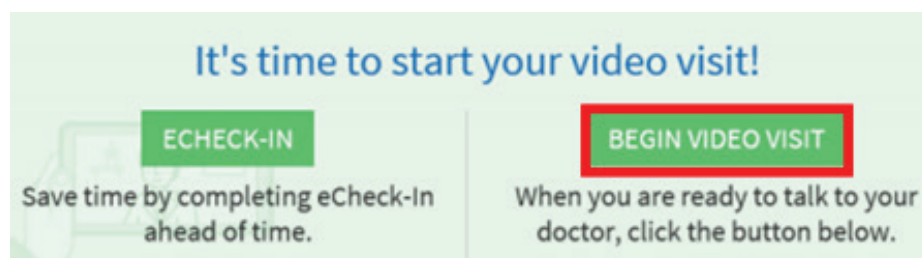 It's time to start your video visit!
ECHECK-IN
Save time by completing eCheck-In
ahead of time.
BEGIN VIDEO VISIT
When you are ready to talk to your
doctor, click the button below.